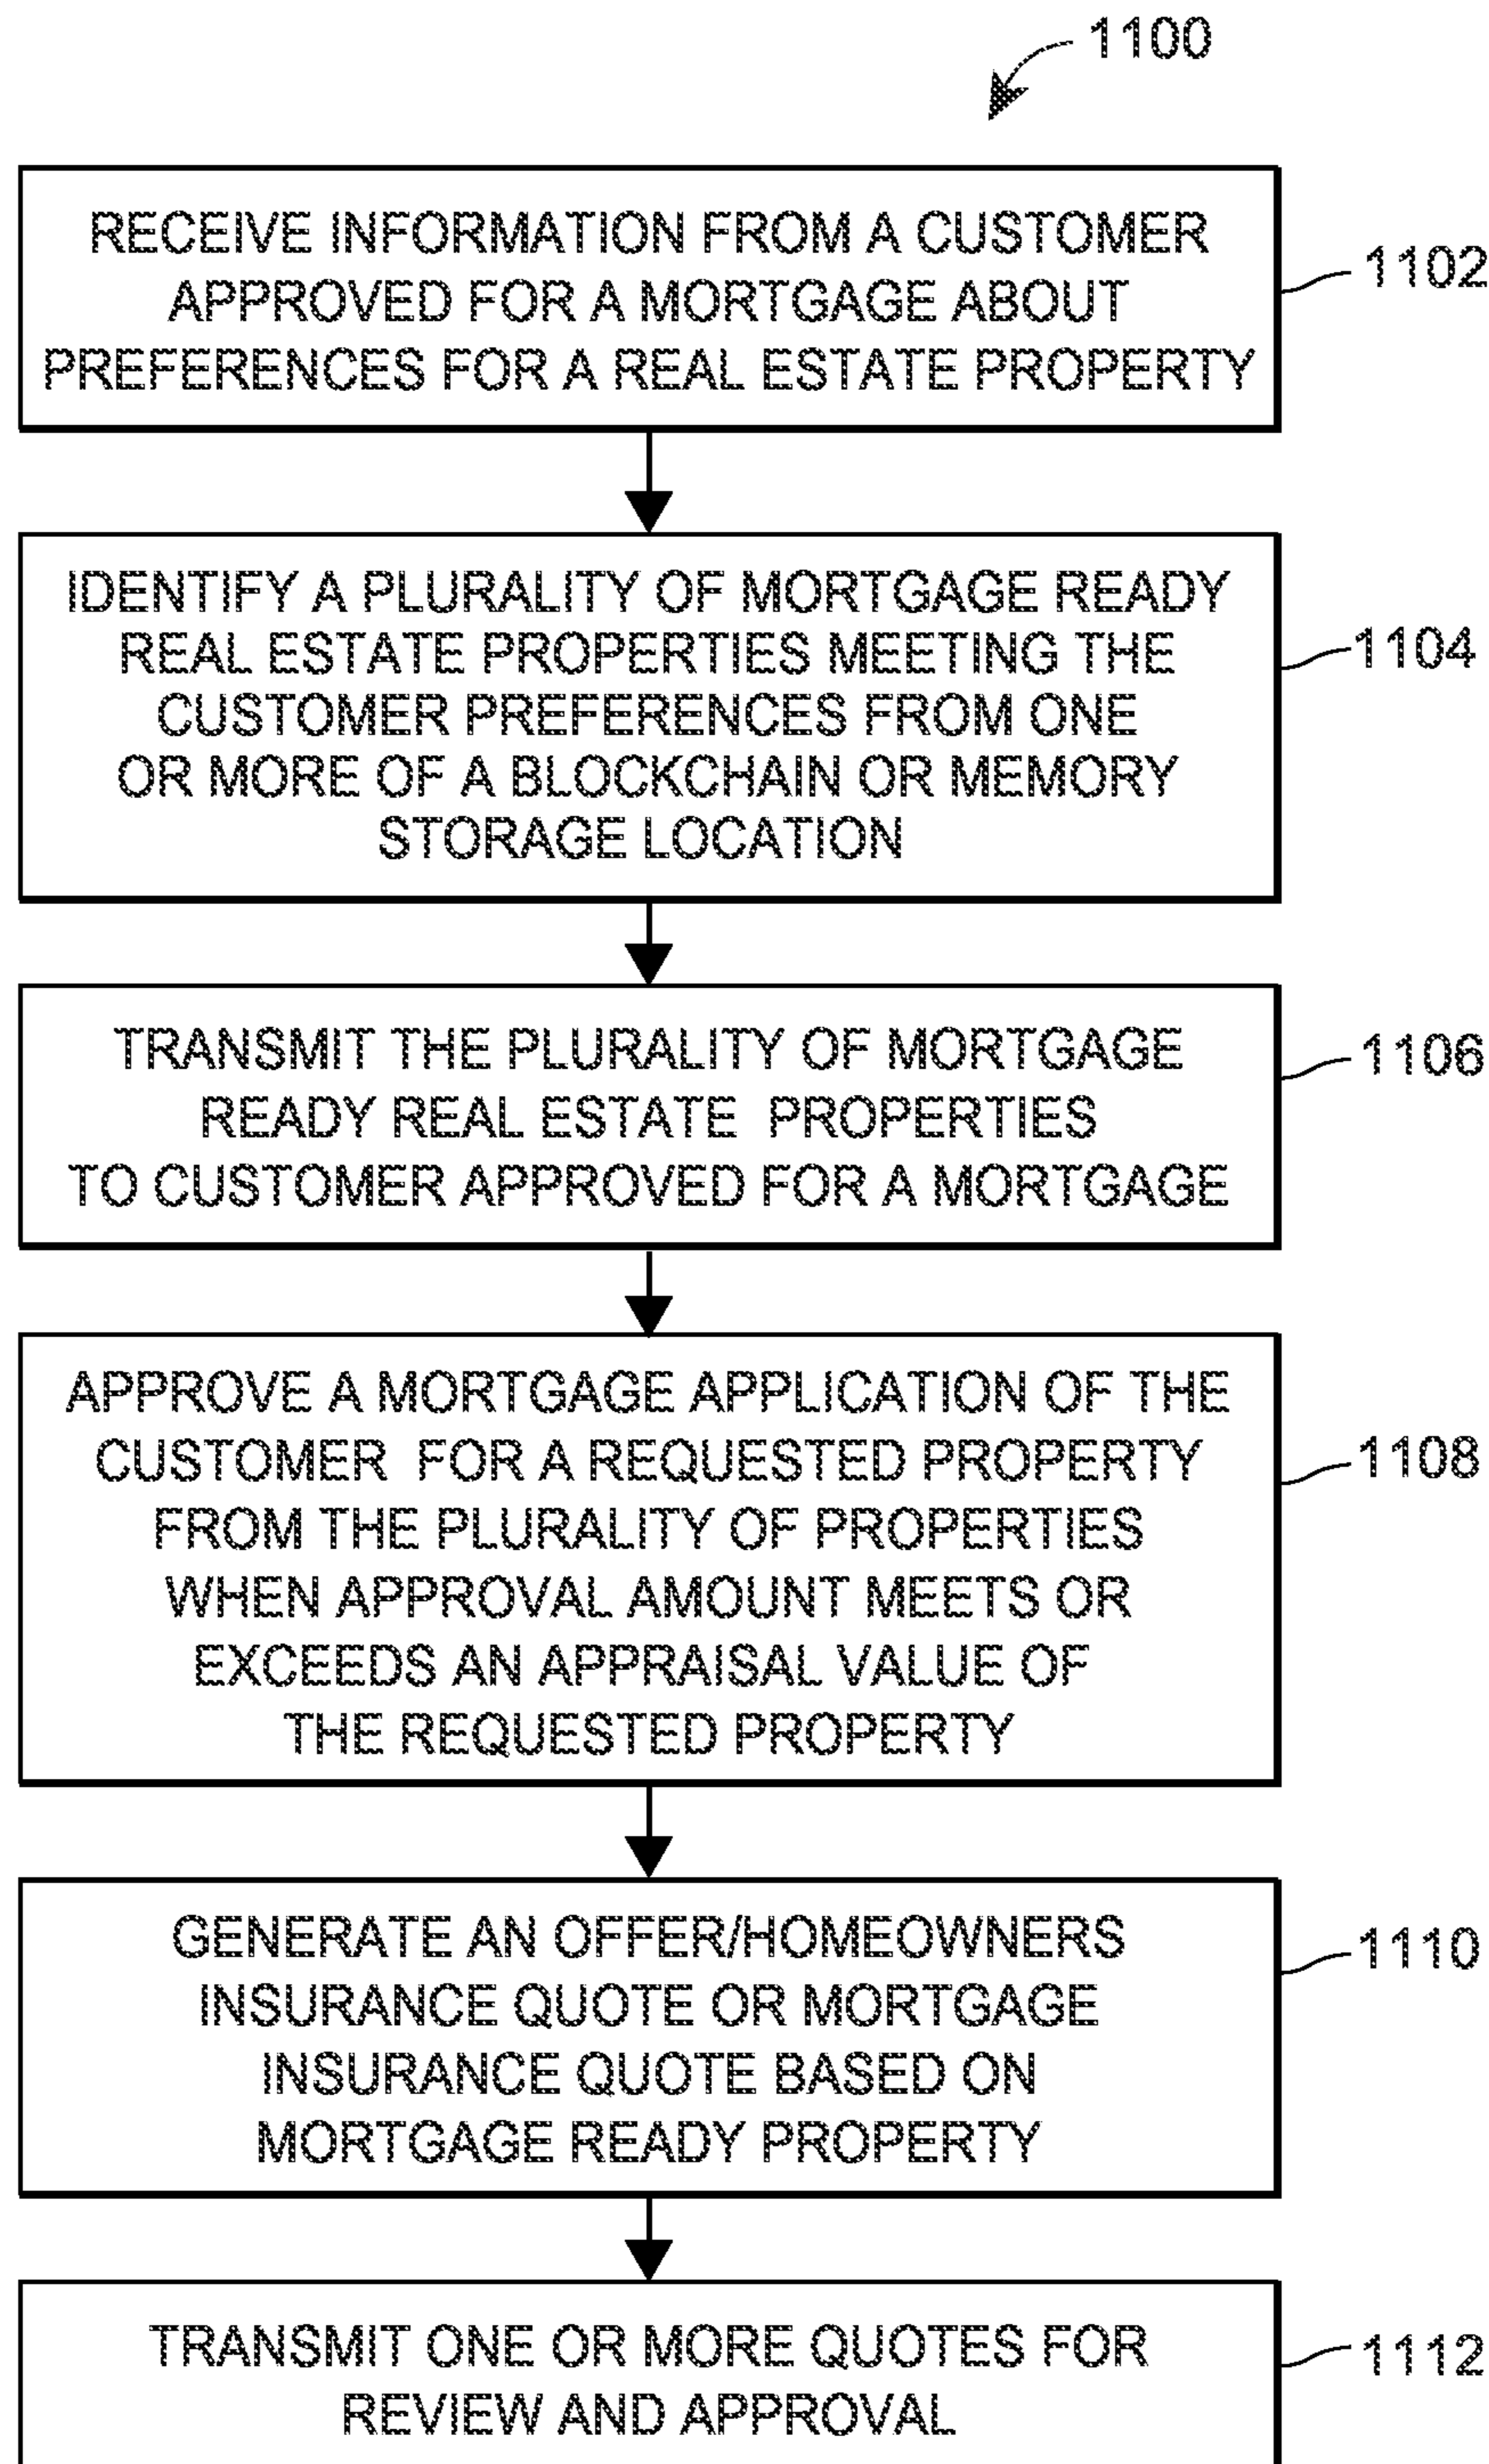 1100
RECEIVE INFORMATION FROM A CUSTOMER
APPROVED FOR A MORTGAGE ABOUT
PREFERENCES FOR A REAL ESTATE PROPERTY
1102
IDENTIFY A PLURALITY OF MORTGAGE READY
REAL ESTATE PROPERTIES MEETING THE
CUSTOMER PREFERENCES FROM ONE
OR MORE OF A BLOCKCHAIN OR MEMORY
STORAGE LOCATION
1104
TRANSMIT THE PLURALITY OF MORTGAGE
READY REAL ESTATE PROPERTIES
TO CUSTOMER APPROVED FOR A MORTGAGE
1106
APPROVE A MORTGAGE APPLICATION OF THE
CUSTOMER FOR A REQUESTED PROPERTY
FROM THE PLURALITY OF PROPERTIES
WHEN APPROVAL AMOUNT MEETS OR
EXCEEDS AN APPRAISAL VALUE OF
THE REQUESTED PROPERTY
1108
GENERATE AN OFFER/HOMEOWNERS
INSURANCE QUOTE OR MORTGAGE
INSURANCE QUOTE BASED ON
MORTGAGE READY PROPERTY
1110
TRANSMIT ONE OR MORE QUOTES FOR
REVIEW AND APPROVAL
1112